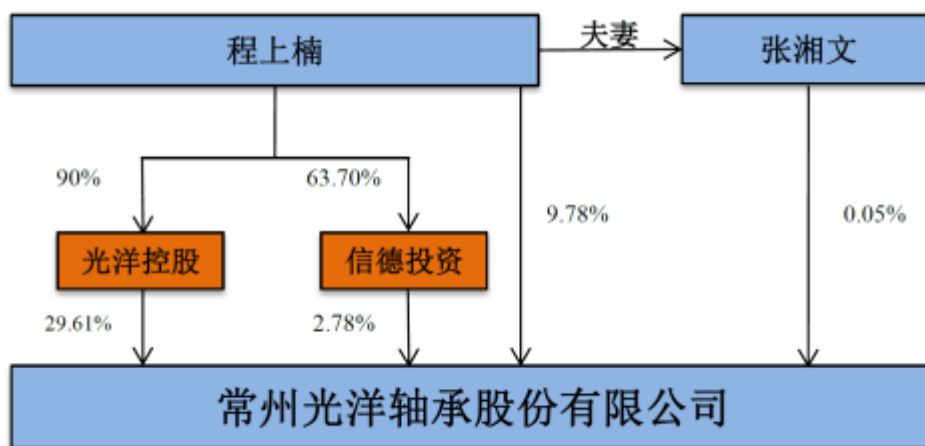 程上楠
夫妻
张湘文
90%
63.70%
9.78%
0.05%
光洋控股
信德投资
29.61%
2.78%
常州光洋轴承股份有限公司